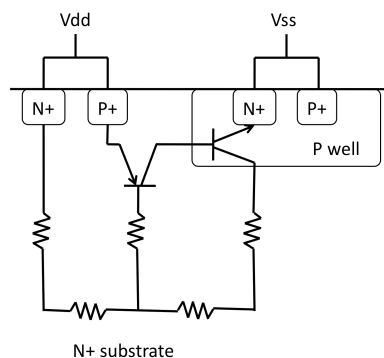 Vdd
Vss
N+
P+
N+
P+
P well
N+ substrate